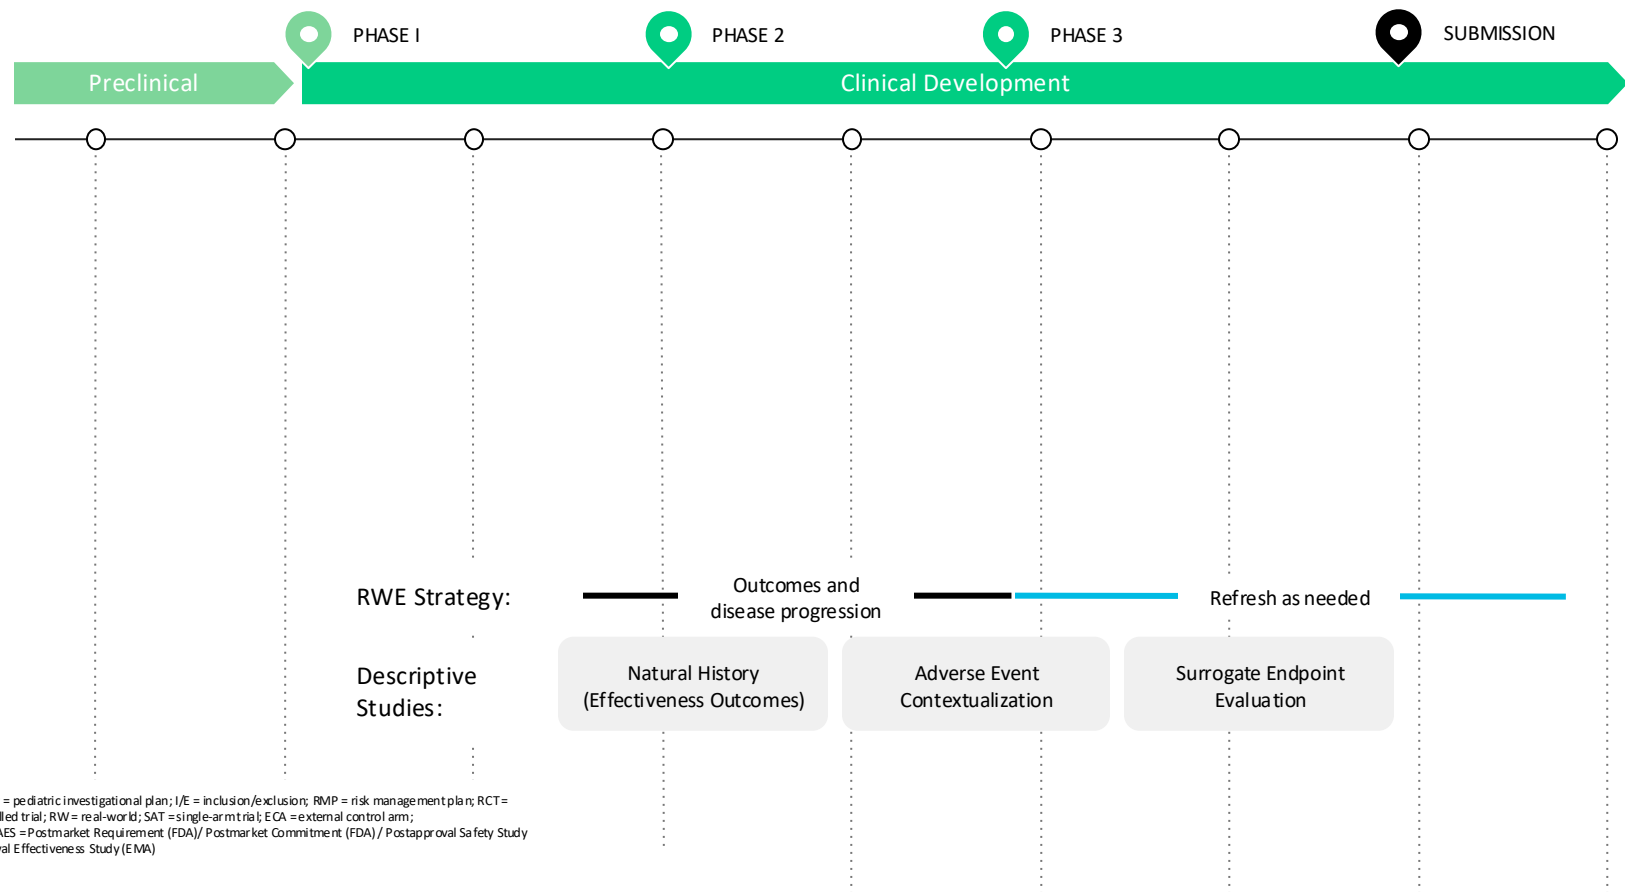 PHASE I
PHASE 2
PHASE 3
SUBMISSION
Preclinical
Clinical Development
RWE Strategy:
Outcomes and
disease progression
Refresh as needed
Descriptive
Studies:
Natural History
(Effectiveness Outcomes)
Adverse Event
Contextualization
Surrogate Endpoint
Evaluation
= pediatric investigational plan; I/E = inclusion/exclusion; RMP = risk management plan; RCT =
trial; RW = real-world; SAT = single-arm trial; ECA = external control arm;
= Postmarket Requirement (FDA)/ Postmarket Commitment (FDA) / Postapproval Safety Study
Effectiveness Study (EMA)